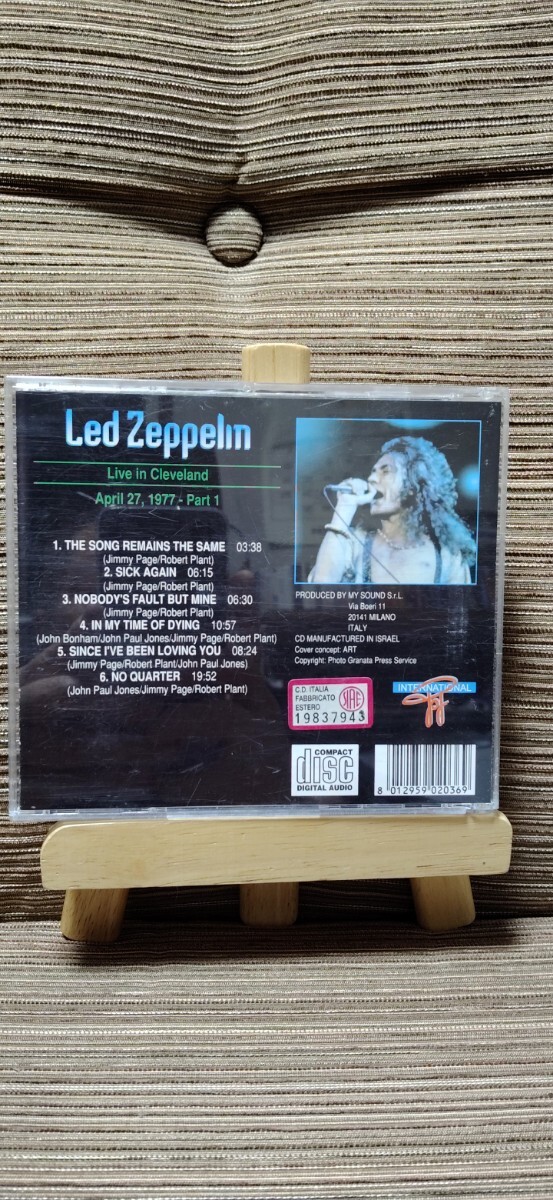 Led Zeppelin
Live in Cleveland
April 27, 1977 - Part 1
1. THE SONG REMAINS THE SAME 03:38
(Jimmy Page/Robert Plant)
2. SICK AGAIN 06:15
(Jimmy Page/Robert Plant)
3. NOBODY'S FAULT BUT MINE 06:30
(Jimmy Page/Robert Plant)
4. IN MY TIME OF DYING 10:57
(John Bonham/John Paul Jones/Jimmy Page/Robert Plant)
5. SINCE I'VE BEEN LOVING YOU 08:24
(Jimmy Page/Robert Plant/John Paul Jones)
6. NO QUARTER 19:52
(John Paul Jones/Jimmy Page/Robert Plant)
PRODUCED BY MY SOUND S.r.L.
Via Boeri 11
20141 MILANO
ITALY
CD MANUFACTURED IN ISRAEL
Cover concept: ART
Copyright: Photo Granata Press Service
C.D. ITALIA
FABBRICATO
ESTERO
SIAE
19837943
INTERNATIONAL
COMPACT
disc
DIGITAL AUDIO
8 012959 020369